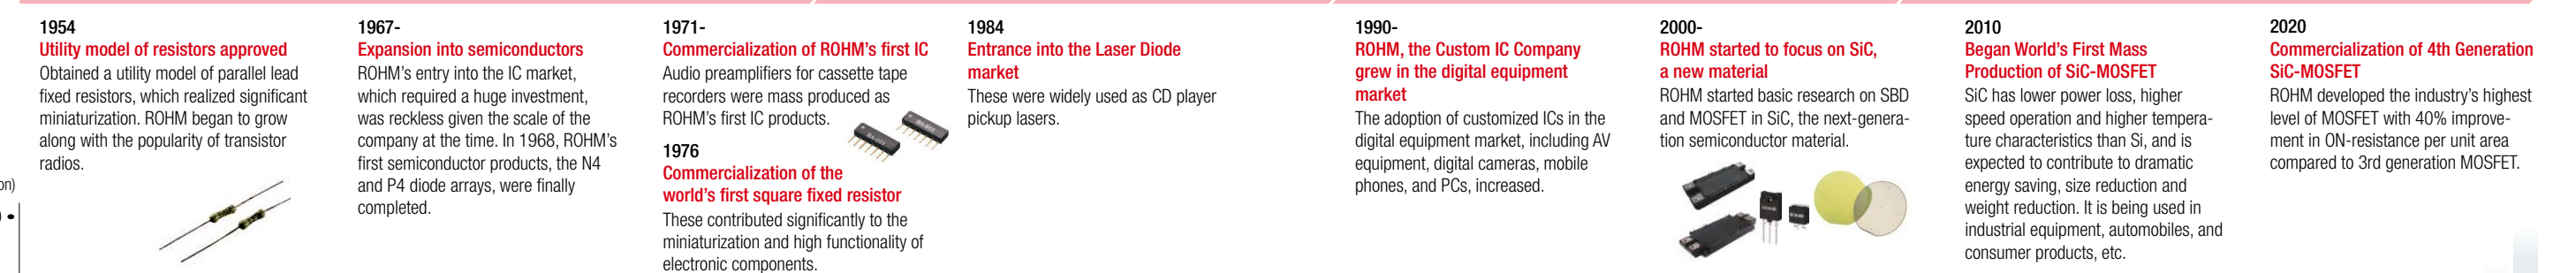 1954
Utility model of resistors approved
Obtained a utility model of parallel lead
fixed resistors, which realized significant
miniaturization. ROHM began to grow
along with the popularity of transistor
radios.
on)
1967-
Expansion into semiconductors
ROHM's entry into the IC market,
which required a huge investment,
was reckless given the scale of the
company at the time. In 1968, ROHM's
first semiconductor products, the N4
and P4 diode arrays, were finally
completed.
1971-
Commercialization of ROHM's first IC
Audio preamplifiers for cassette tape
recorders were mass produced as
ROHM's first IC products.
1976
Commercialization of the
world's first square fixed resistor
These contributed significantly to the
miniaturization and high functionality of
electronic components.
1984
Entrance into the Laser Diode
market
These were widely used as CD player
pickup lasers.
1990-
ROHM, the Custom IC Company
grew in the digital equipment
market
The adoption of customized ICs in the
digital equipment market, including AV
equipment, digital cameras, mobile
phones, and PCs, increased.
2000-
ROHM started to focus on SiC,
a new material
ROHM started basic research on SBD
and MOSFET in SiC, the next-genera-
tion semiconductor material.
2010
Began World's First Mass
Production of SiC-MOSFET
SiC has lower power loss, higher
speed operation and higher tempera-
ture characteristics than Si, and is
expected to contribute to dramatic
energy saving, size reduction and
weight reduction. It is being used in
industrial equipment, automobiles, and
consumer products, etc.
2020
Commercialization of 4th Generation
SiC-MOSFET
ROHM developed the industry's highest
level of MOSFET with 40% improve-
ment in ON-resistance per unit area
compared to 3rd generation MOSFET.